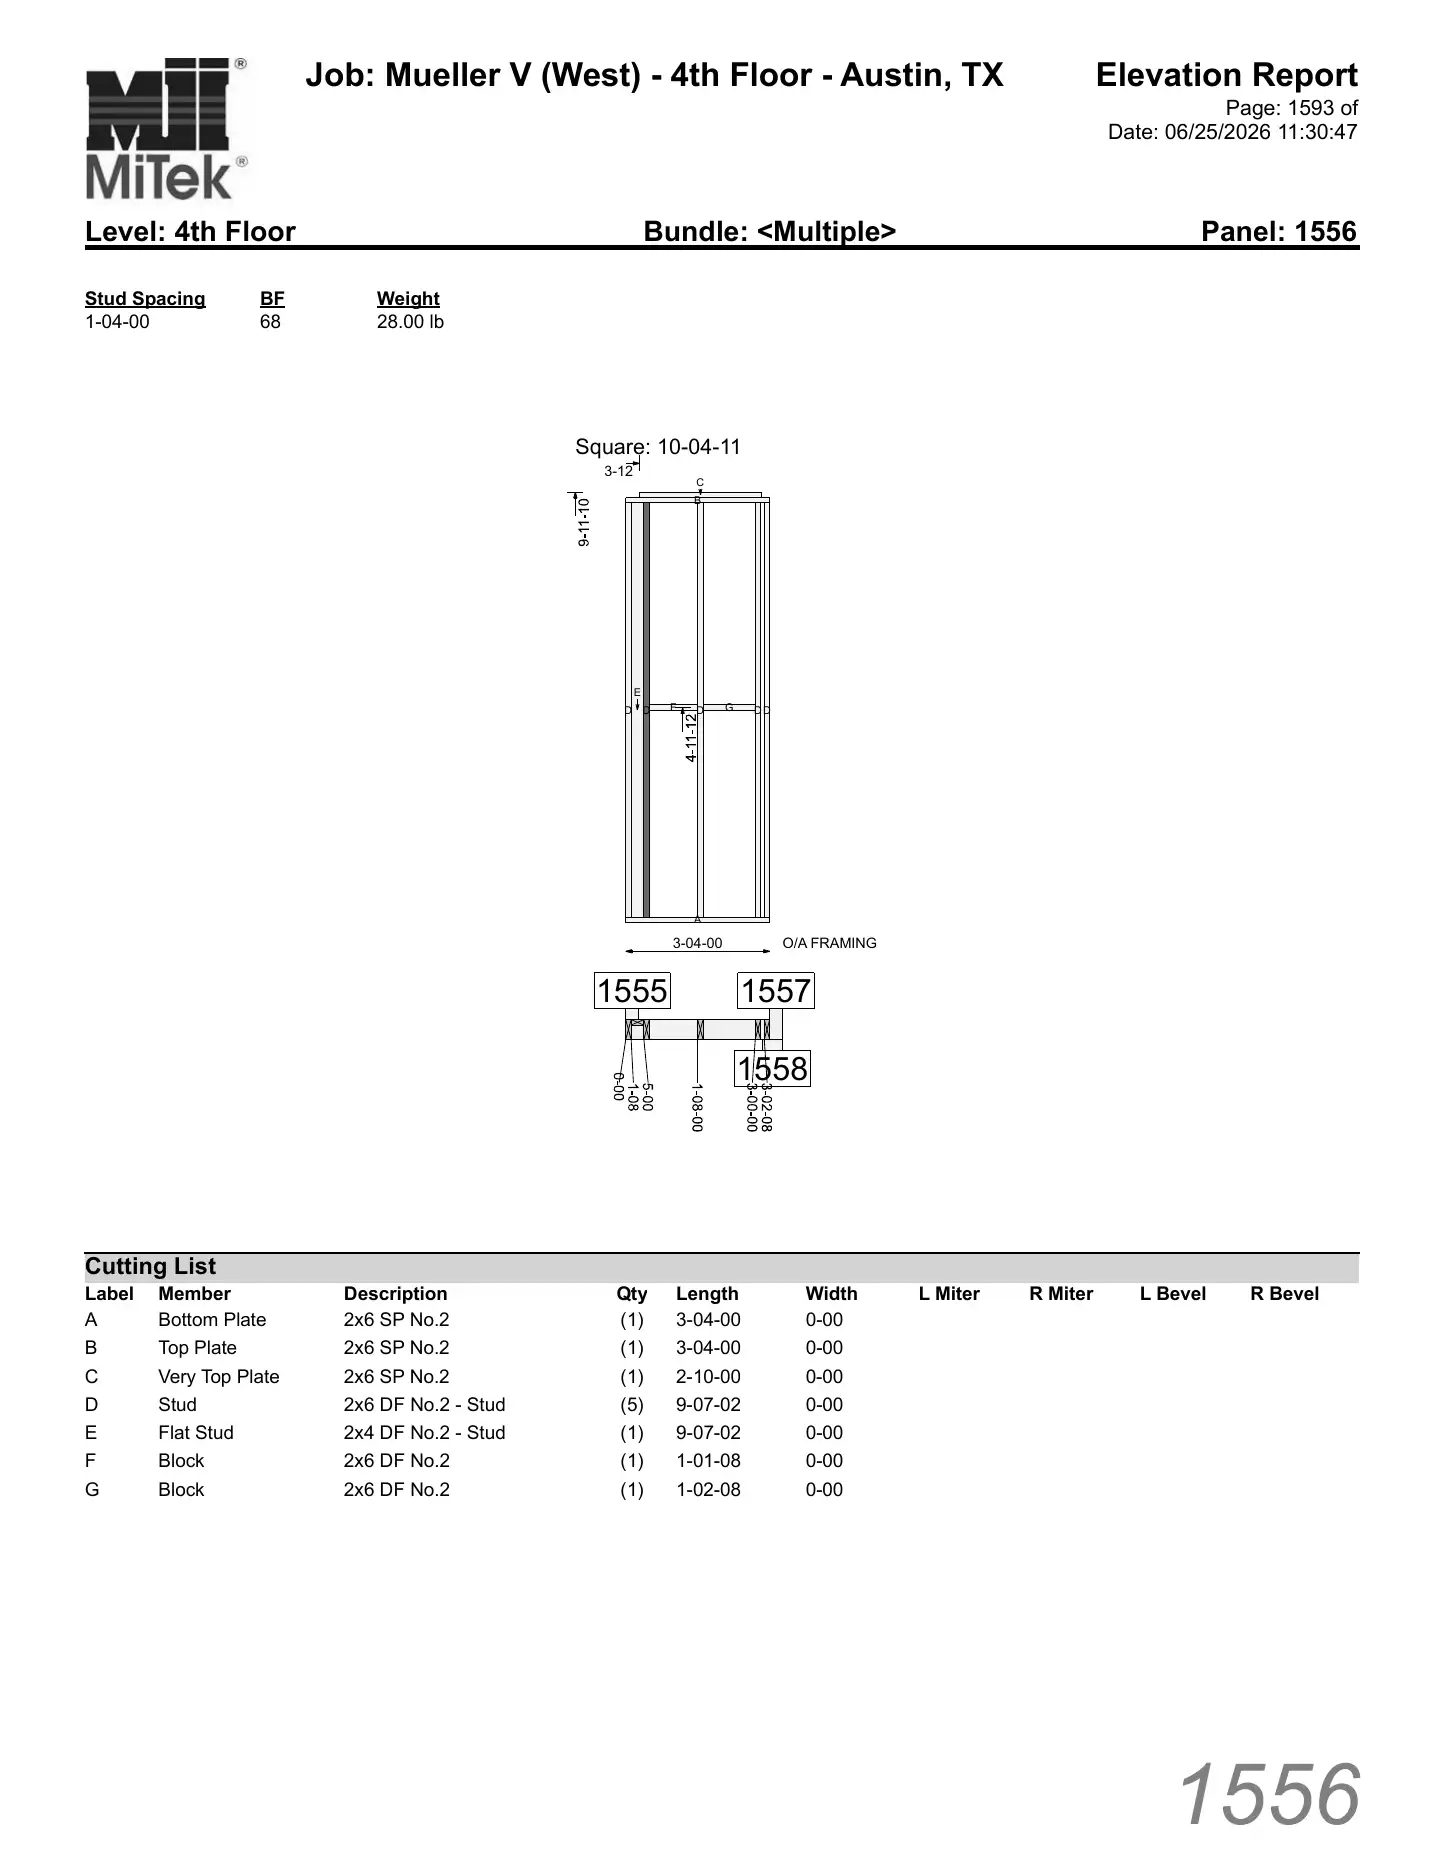 MiTek®
Job: Mueller V (West) - 4th Floor - Austin, TX
Elevation Report
Page: 1593 of
Date: 06/25/2026 11:30:47
Level: 4th Floor Bundle: <Multiple> Panel: 1556
Stud Spacing BF Weight
1-04-00 68 28.00 lb
Square: 10-04-11
3-12
C
B
9-11-10
E
F
G
4-11-12
A
3-04-00 O/A FRAMING
1555 1557
1558
0-00
1-08
5-00
1-08-00
3-00-00
3-02-08
Cutting List
Label Member Description Qty Length Width L Miter R Miter L Bevel R Bevel
A Bottom Plate 2x6 SP No.2 (1) 3-04-00 0-00
B Top Plate 2x6 SP No.2 (1) 3-04-00 0-00
C Very Top Plate 2x6 SP No.2 (1) 2-10-00 0-00
D Stud 2x6 DF No.2 - Stud (5) 9-07-02 0-00
E Flat Stud 2x4 DF No.2 - Stud (1) 9-07-02 0-00
F Block 2x6 DF No.2 (1) 1-01-08 0-00
G Block 2x6 DF No.2 (1) 1-02-08 0-00
1556